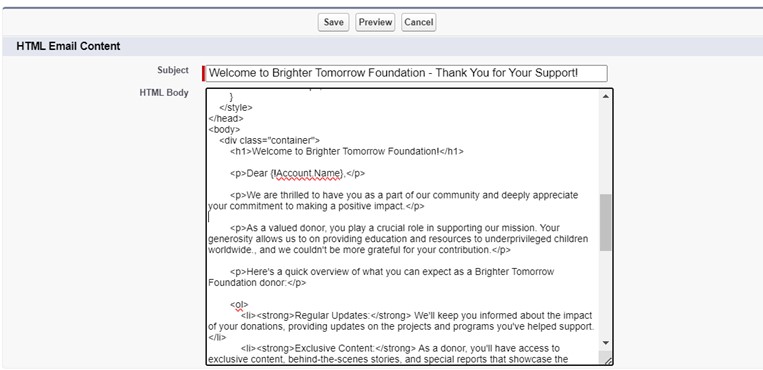 Save Preview Cancel
HTML Email Content
Subject Welcome to Brighter Tomorrow Foundation - Thank You for Your Support!
HTML Body
}
</style>
</head>
<body>
<div class="container">
<h1>Welcome to Brighter Tomorrow Foundation!</h1>
<p>Dear {!Account.Name},</p>
<p>We are thrilled to have you as a part of our community and deeply appreciate
your commitment to making a positive impact.</p>
<p>As a valued donor, you play a crucial role in supporting our mission. Your
generosity allows us to on providing education and resources to underprivileged children
worldwide., and we couldn't be more grateful for your contribution.</p>
<p>Here's a quick overview of what you can expect as a Brighter Tomorrow
Foundation donor:</p>
<ol>
<li><strong>Regular Updates:</strong> We'll keep you informed about the impact
of your donations, providing updates on the projects and programs you've helped support.
</li>
<li><strong>Exclusive Content:</strong> As a donor, you'll have access to
exclusive content, behind-the-scenes stories, and special reports that showcase the